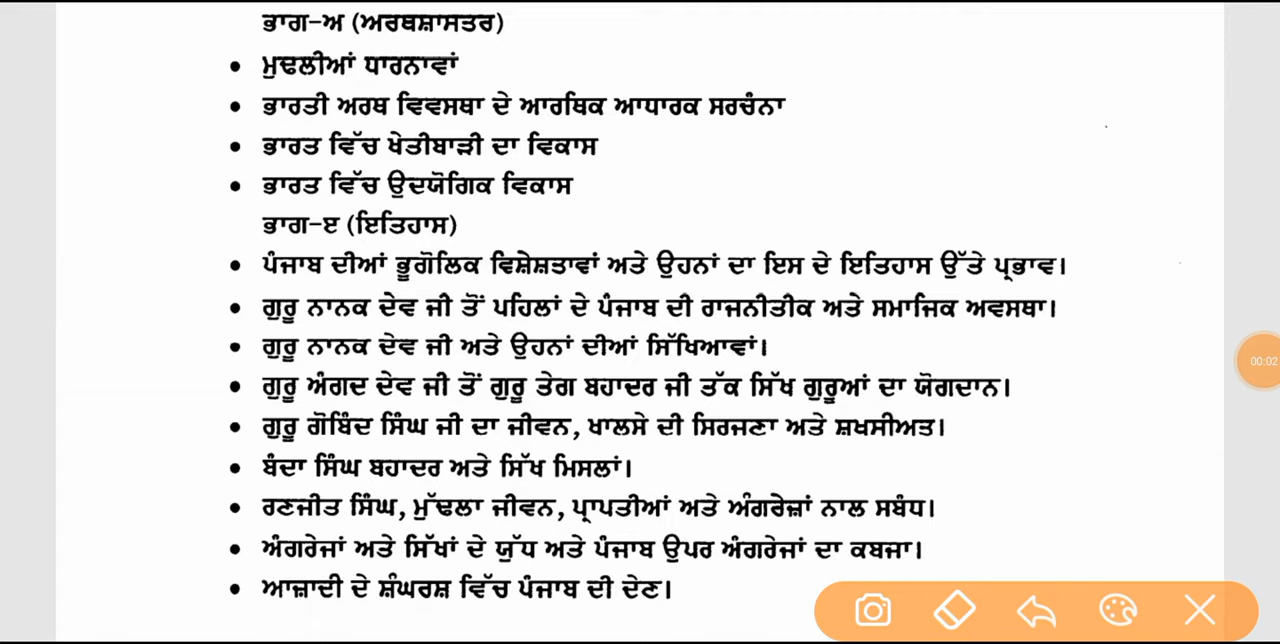 ਭਾਗ-ਅ (ਅਰਥਸ਼ਾਸਤਰ)
• ਮੁਢਲੀਆਂ ਧਾਰਨਾਵਾਂ
• ਭਾਰਤੀ ਅਰਥ ਵਿਵਸਥਾ ਦੇ ਆਰਥਿਕ ਆਧਾਰਕ ਸਰਚੰਨਾ
• ਭਾਰਤ ਵਿੱਚ ਖੇਤੀਬਾੜੀ ਦਾ ਵਿਕਾਸ
• ਭਾਰਤ ਵਿੱਚ ਉਦਯੋਗਿਕ ਵਿਕਾਸ
ਭਾਗ-ੲ (ਇਤਿਹਾਸ)
• ਪੰਜਾਬ ਦੀਆਂ ਭੂਗੋਲਿਕ ਵਿਸ਼ੇਸ਼ਤਾਵਾਂ ਅਤੇ ਉਹਨਾਂ ਦਾ ਇਸ ਦੇ ਇਤਿਹਾਸ ਉੱਤੇ ਪ੍ਰਭਾਵ।
• ਗੁਰੂ ਨਾਨਕ ਦੇਵ ਜੀ ਤੋਂ ਪਹਿਲਾਂ ਦੇ ਪੰਜਾਬ ਦੀ ਰਾਜਨੀਤੀਕ ਅਤੇ ਸਮਾਜਿਕ ਅਵਸਥਾ।
• ਗੁਰੂ ਨਾਨਕ ਦੇਵ ਜੀ ਅਤੇ ਉਹਨਾਂ ਦੀਆਂ ਸਿੱਖਿਆਵਾਂ।
• ਗੁਰੂ ਅੰਗਦ ਦੇਵ ਜੀ ਤੋਂ ਗੁਰੂ ਤੇਗ ਬਹਾਦਰ ਜੀ ਤੱਕ ਸਿੱਖ ਗੁਰੂਆਂ ਦਾ ਯੋਗਦਾਨ।
• ਗੁਰੂ ਗੋਬਿੰਦ ਸਿੰਘ ਜੀ ਦਾ ਜੀਵਨ, ਖਾਲਸੇ ਦੀ ਸਿਰਜਣਾ ਅਤੇ ਸ਼ਖਸੀਅਤ।
• ਬੰਦਾ ਸਿੰਘ ਬਹਾਦਰ ਅਤੇ ਸਿੱਖ ਮਿਸਲਾਂ।
• ਰਣਜੀਤ ਸਿੰਘ, ਮੁੱਢਲਾ ਜੀਵਨ, ਪ੍ਰਾਪਤੀਆਂ ਅਤੇ ਅੰਗਰੇਜ਼ਾਂ ਨਾਲ ਸਬੰਧ।
• ਅੰਗਰੇਜਾਂ ਅਤੇ ਸਿੱਖਾਂ ਦੇ ਯੁੱਧ ਅਤੇ ਪੰਜਾਬ ਉਪਰ ਅੰਗਰੇਜਾਂ ਦਾ ਕਬਜਾ।
• ਆਜ਼ਾਦੀ ਦੇ ਸ਼ੰਘਰਸ਼ ਵਿੱਚ ਪੰਜਾਬ ਦੀ ਦੇਣ।
00:02